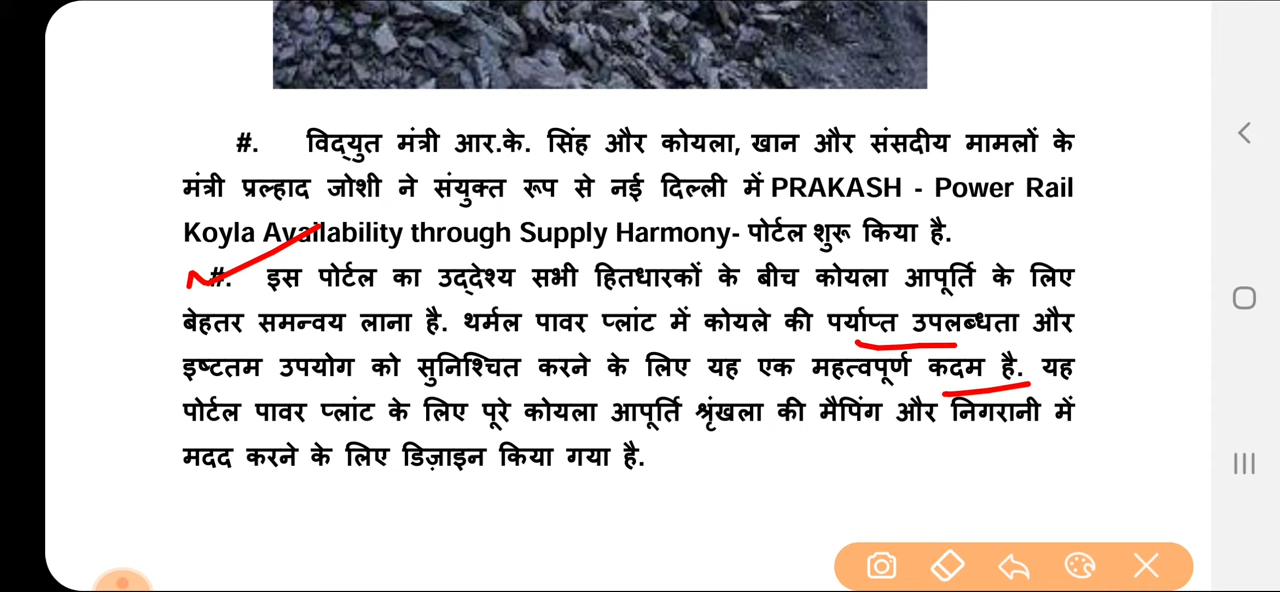 #. विद्युत मंत्री आर.के. सिंह और कोयला, खान और संसदीय मामलों के
मंत्री प्रल्हाद जोशी ने संयुक्त रूप से नई दिल्ली में PRAKASH - Power Rail
Koyla Availability through Supply Harmony- पोर्टल शुरू किया है.
#. इस पोर्टल का उद्देश्य सभी हितधारकों के बीच कोयला आपूर्ति के लिए
बेहतर समन्वय लाना है. थर्मल पावर प्लांट में कोयले की पर्याप्त उपलब्धता और
इष्टतम उपयोग को सुनिश्चित करने के लिए यह एक महत्वपूर्ण कदम है. यह
पोर्टल पावर प्लांट के लिए पूरे कोयला आपूर्ति श्रृंखला की मैपिंग और निगरानी में
मदद करने के लिए डिज़ाइन किया गया है.